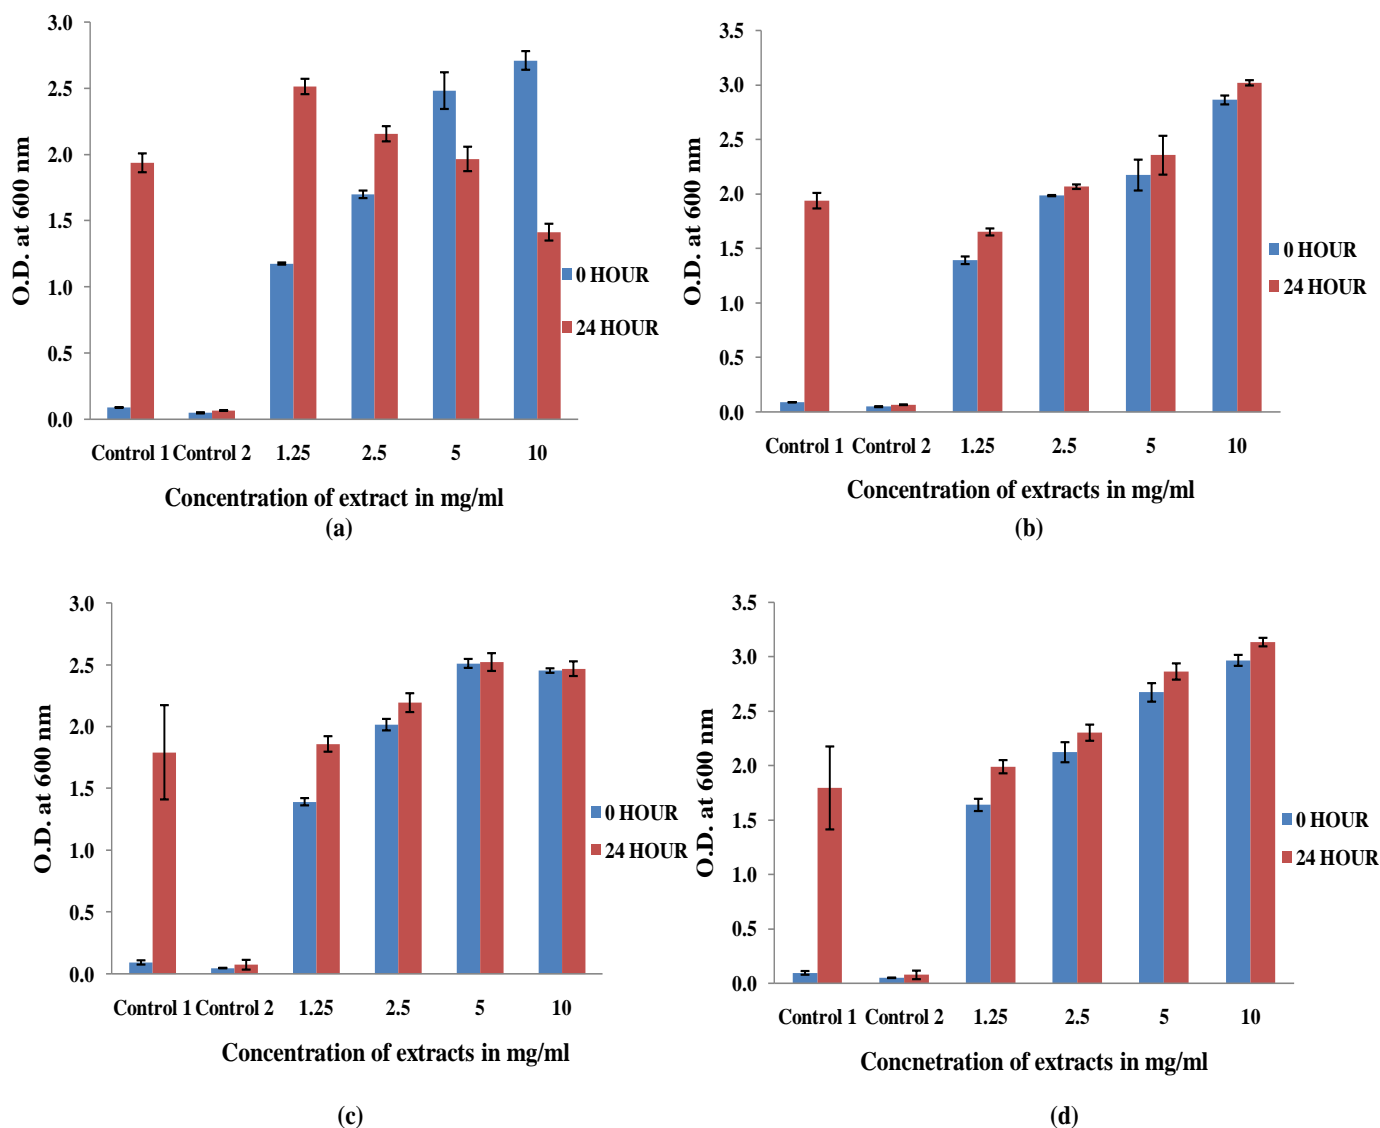 3.0
2.5
2.0
1.5
1.0
0.5
0.0
O.D. at 600 nm
Control 1 Control 2 1.25 2.5 5 10
Concentration of extract in mg/ml
0 HOUR
24 HOUR
(a)
3.5
3.0
2.5
2.0
1.5
1.0
0.5
0.0
O.D. at 600 nm
Control 1 Control 2 1.25 2.5 5 10
Concentration of extracts in mg/ml
0 HOUR
24 HOUR
(b)
3.0
2.5
2.0
1.5
1.0
0.5
0.0
O.D. at 600 nm
Control 1 Control 2 1.25 2.5 5 10
Concentration of extracts in mg/ml
0 HOUR
24 HOUR
(c)
3.5
3.0
2.5
2.0
1.5
1.0
0.5
0.0
O.D. at 600 nm
Control 1 Control 2 1.25 2.5 5 10
Concnetration of extracts in mg/ml
0 HOUR
24 HOUR
(d)